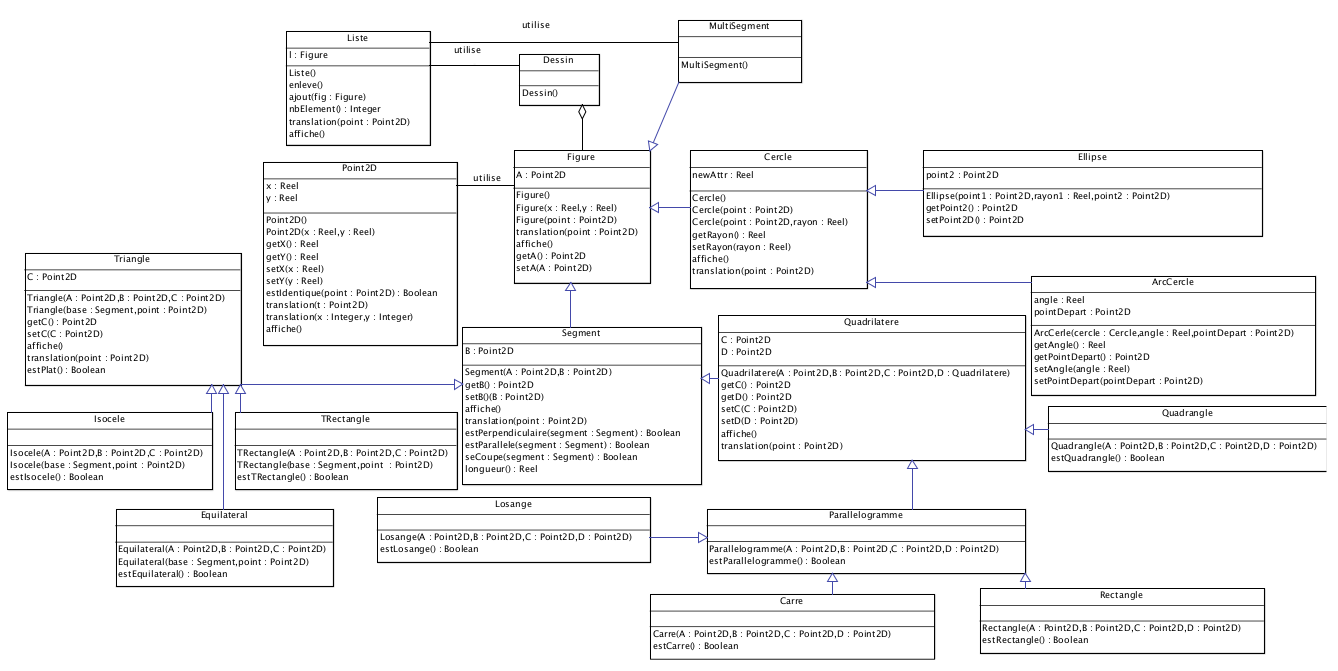 utilise
MultiSegment
MultiSegment()
Liste
l : Figure
Liste()
enleve()
ajout(fig : Figure)
nbElement() : Integer
translation(point : Point2D)
affiche()
utilise
Dessin
Dessin()
Point2D
x : Reel
y : Reel
Point2D()
Point2D(x : Reel,y : Reel)
getX() : Reel
getY() : Reel
setX(x : Reel)
setY(y : Reel)
estIdentique(point : Point2D) : Boolean
translation(t : Point2D)
translation(x : Integer,y : Integer)
affiche()
utilise
Figure
A : Point2D
Figure()
Figure(x : Reel,y : Reel)
Figure(point : Point2D)
translation(point : Point2D)
affiche()
getA() : Point2D
setA(A : Point2D)
Cercle
newAttr : Reel
Cercle()
Cercle(point : Point2D)
Cercle(point : Point2D,rayon : Reel)
getRayon() : Reel
setRayon(rayon : Reel)
affiche()
translation(point : Point2D)
Ellipse
point2 : Point2D
Ellipse(point1 : Point2D,rayon1 : Reel,point2 : Point2D)
getPoint2() : Point2D
setPoint2D() : Point2D
Triangle
C : Point2D
Triangle(A : Point2D,B : Point2D,C : Point2D)
Triangle(base : Segment,point : Point2D)
getC() : Point2D
setC(C : Point2D)
affiche()
translation(point : Point2D)
estPlat() : Boolean
ArcCercle
angle : Reel
pointDepart : Point2D
ArcCerle(cercle : Cercle,angle : Reel,pointDepart : Point2D)
getAngle() : Reel
getPointDepart() : Point2D
setAngle(angle : Reel)
setPointDepart(pointDepart : Point2D)
Segment
B : Point2D
Segment(A : Point2D,B : Point2D)
getB() : Point2D
setB()(B : Point2D)
affiche()
translation(point : Point2D)
estPerpendiculaire(segment : Segment) : Boolean
estParallele(segment : Segment) : Boolean
seCoupe(segment : Segment) : Boolean
longueur() : Reel
Quadrilatere
C : Point2D
D : Point2D
Quadrilatere(A : Point2D,B : Point2D,C : Point2D,D : Quadrilatere)
getC() : Point2D
getD() : Point2D
setC(C : Point2D)
setD(D : Point2D)
affiche()
translation(point : Point2D)
Quadrangle
Quadrangle(A : Point2D,B : Point2D,C : Point2D,D : Point2D)
estQuadrangle() : Boolean
Isocele
Isocele(A : Point2D,B : Point2D,C : Point2D)
Isocele(base : Segment,point : Point2D)
estIsocele() : Boolean
TRectangle
TRectangle(A : Point2D,B : Point2D,C : Point2D)
TRectangle(base : Segment,point : Point2D)
estTRectangle() : Boolean
Equilateral
Equilateral(A : Point2D,B : Point2D,C : Point2D)
Equilateral(base : Segment,point : Point2D)
estEquilateral() : Boolean
Losange
Losange(A : Point2D,B : Point2D,C : Point2D,D : Point2D)
estLosange() : Boolean
Parallelogramme
Parallelogramme(A : Point2D,B : Point2D,C : Point2D,D : Point2D)
estParallelogramme() : Boolean
Carre
Carre(A : Point2D,B : Point2D,C : Point2D,D : Point2D)
estCarre() : Boolean
Rectangle
Rectangle(A : Point2D,B : Point2D,C : Point2D,D : Point2D)
estRectangle() : Boolean